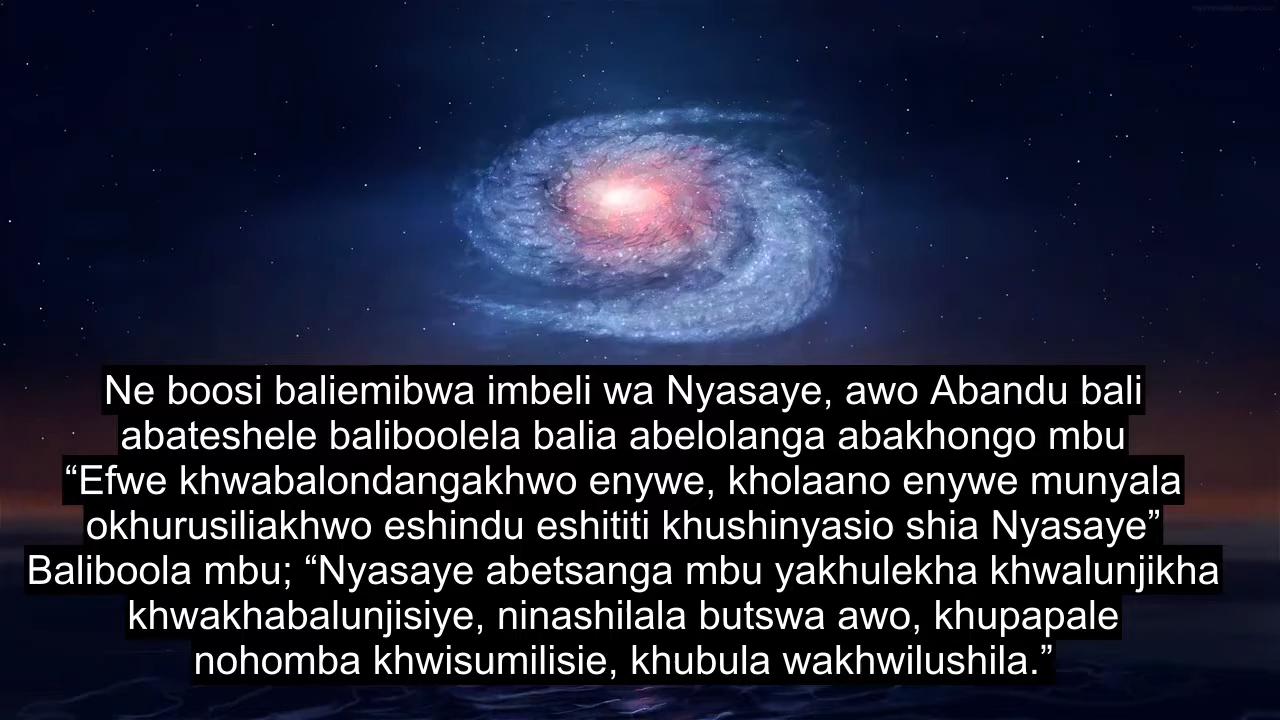 Ne boosi baliemibwa imbeli wa Nyasaye, awo Abandu bali
abateshele baliboolela balia abelolanga abakhongo mbu
“Efwe khwabalondangakhwo enywe, kholaano enywe munyala
okhurusiliakhwo eshindu eshititi khushinyasio shia Nyasaye”
Baliboola mbu; “Nyasaye abetsanga mbu yakhulekha khwalunjikha
khwakhabalunjisiye, ninashilala butswa awo, khupapale
nohomba khwisumilisie, khubula wakhwilushila.”